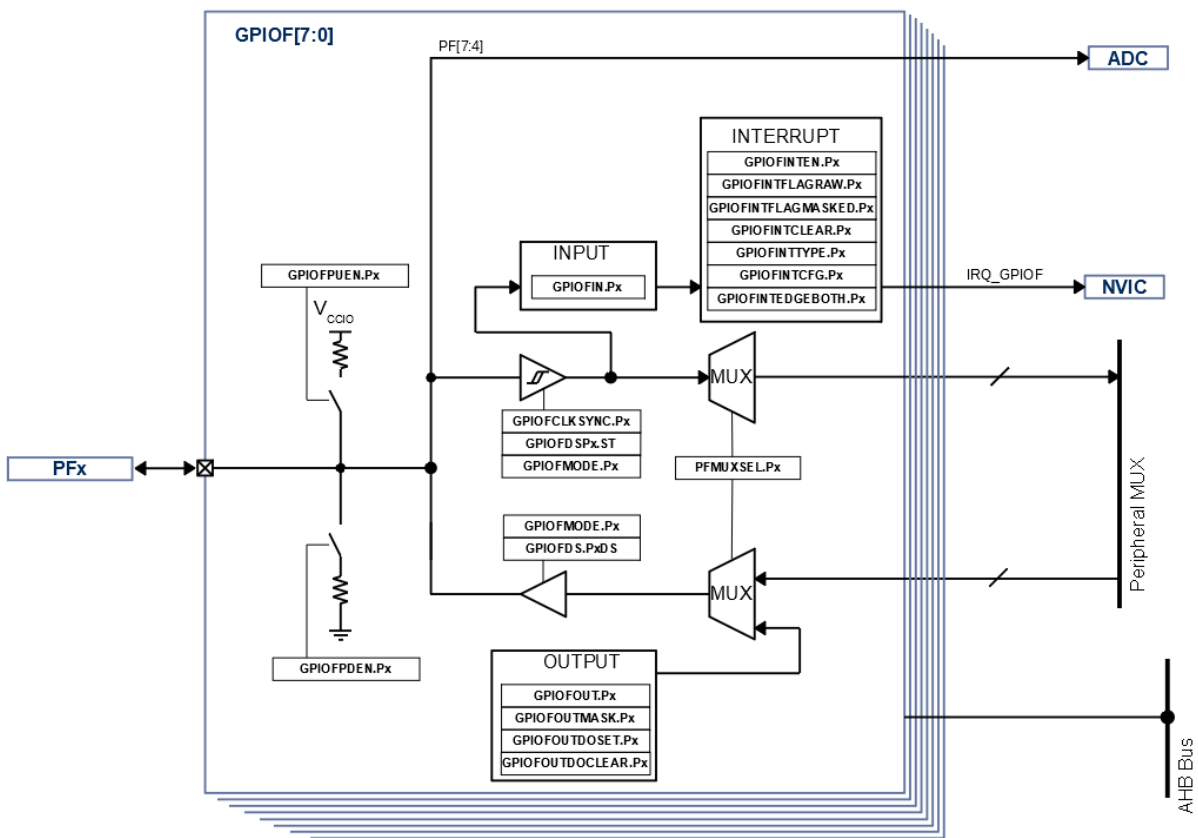 GPIOF[7:0]
PF[7:4]
ADC
INTERRUPT
GPIOFINTEN.Px
GPIOFINTFLAGRAW.Px
GPIOFINTFLAGMASKED.Px
GPIOFINTCLEAR.Px
GPIOFINTTYPE.Px
GPIOFINTCFG.Px
GPIOFINTEDGEBOTH.Px
INPUT
GPIOFIN.Px
IRQ_GPIOF
NVIC
GPIOFPUEN.Px
VCCIO
MUX
GPIOFCLKSYNC.Px
GPIOFDSPx.ST
GPIOFMODE.Px
PFMUXSEL.Px
PFx
Peripheral MUX
GPIOFMODE.Px
GPIOFDS.PxDS
MUX
GPIOFPDEN.Px
OUTPUT
GPIOFOUT.Px
GPIOFOUTMASK.Px
GPIOFOUTDOSET.Px
GPIOFOUTDOCLEAR.Px
AHB Bus